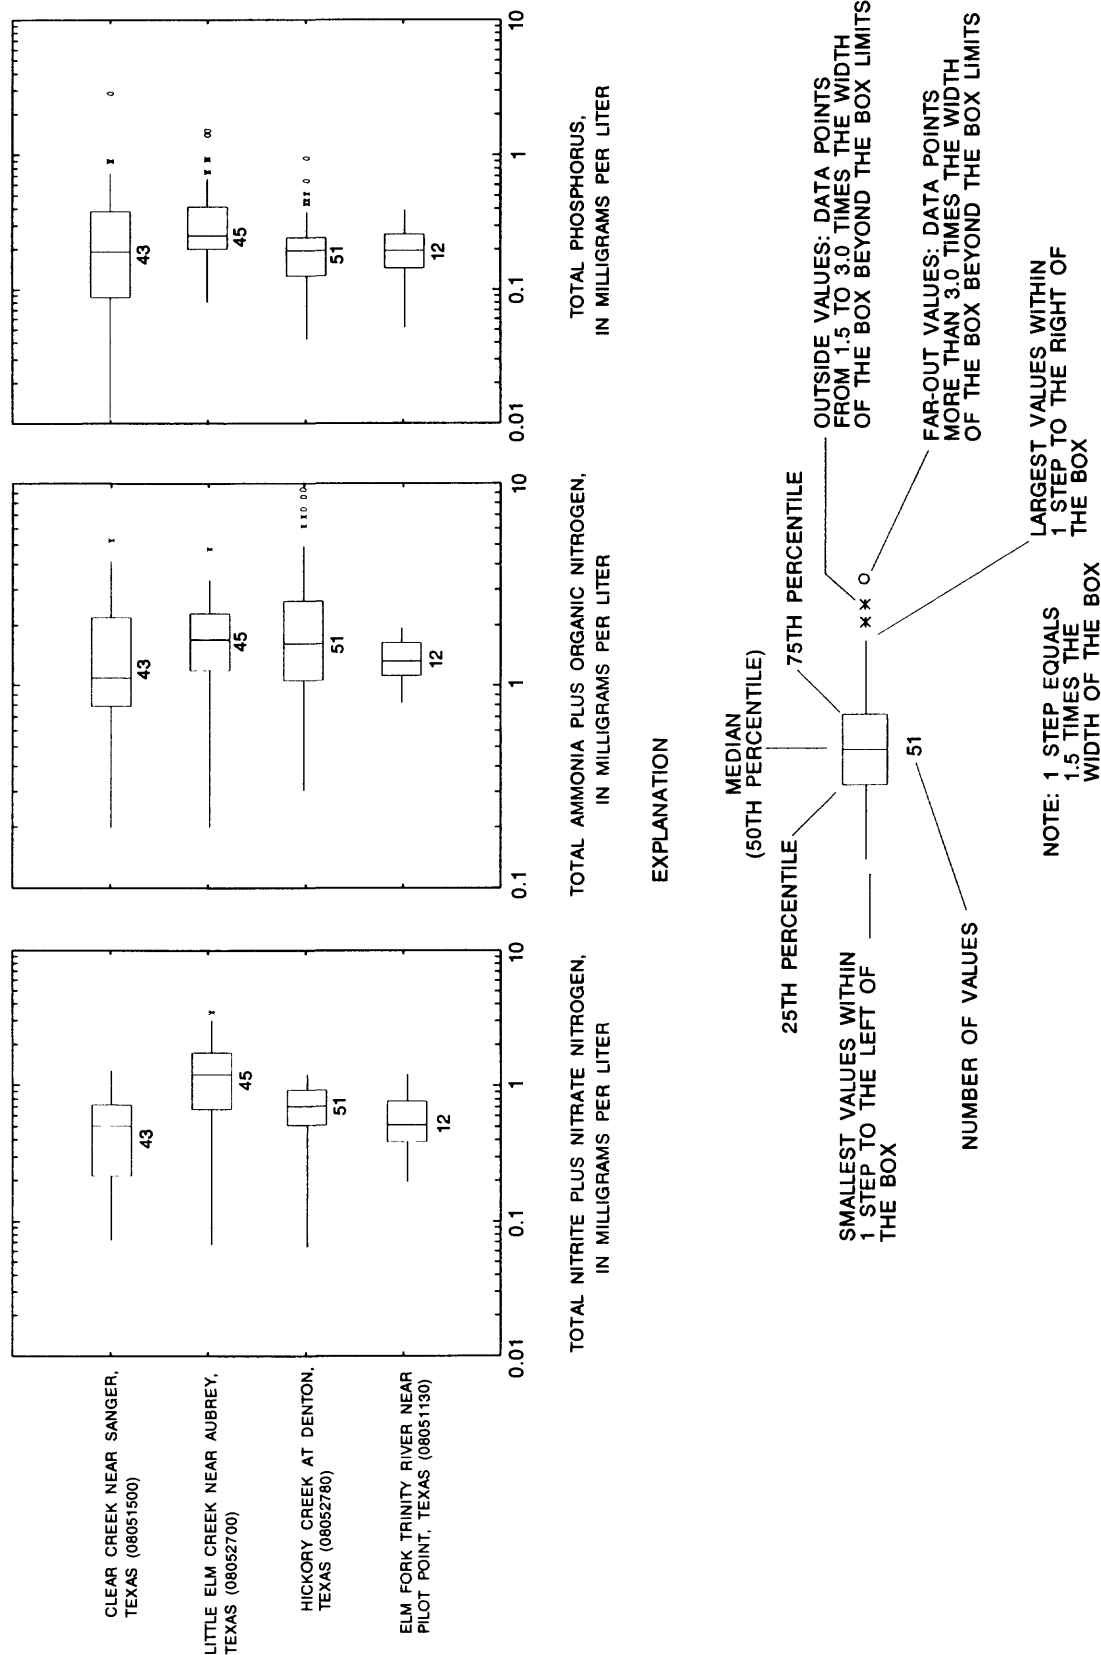 CLEAR CREEK NEAR SANGER,
TEXAS (08051500)
LITTLE ELM CREEK NEAR AUBREY,
TEXAS (08052700)
HICKORY CREEK AT DENTON,
TEXAS (08052780)
ELM FORK TRINITY RIVER NEAR
PILOT POINT, TEXAS (08051130)
43
45
51
12
0.01
0.1
1
10
TOTAL NITRITE PLUS NITRATE NITROGEN,
IN MILLIGRAMS PER LITER
43
45
51
12
0.1
1
10
TOTAL AMMONIA PLUS ORGANIC NITROGEN,
IN MILLIGRAMS PER LITER
43
45
51
12
0.01
0.1
1
10
TOTAL PHOSPHORUS,
IN MILLIGRAMS PER LITER
EXPLANATION
MEDIAN
(50TH PERCENTILE)
25TH PERCENTILE
75TH PERCENTILE
OUTSIDE VALUES: DATA POINTS
FROM 1.5 TO 3.0 TIMES THE WIDTH
OF THE BOX BEYOND THE BOX LIMITS
SMALLEST VALUES WITHIN
1 STEP TO THE LEFT OF
THE BOX
51
FAR-OUT VALUES: DATA POINTS
MORE THAN 3.0 TIMES THE WIDTH
OF THE BOX BEYOND THE BOX LIMITS
NUMBER OF VALUES
LARGEST VALUES WITHIN
1 STEP TO THE RIGHT OF
THE BOX
NOTE: 1 STEP EQUALS
1.5 TIMES THE
WIDTH OF THE BOX